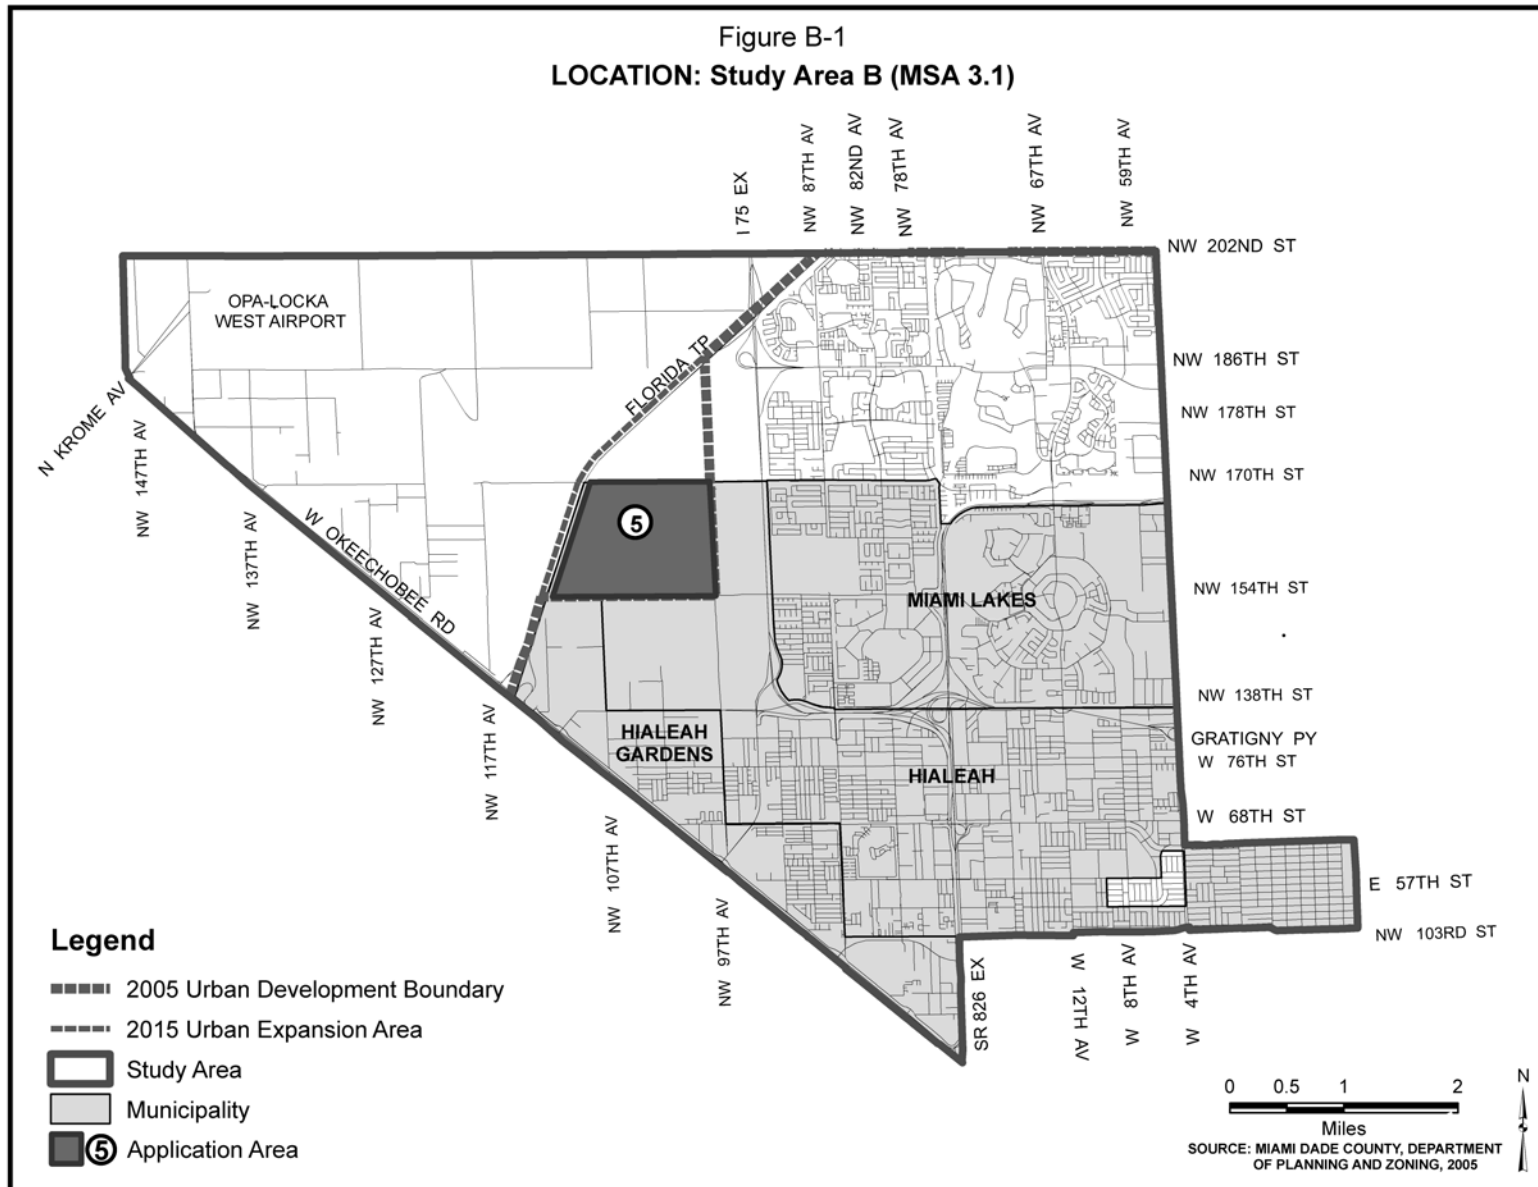 Figure B-1
LOCATION: Study Area B (MSA 3.1)
I 75 EX
NW 87TH AV
NW 82ND AV
NW 78TH AV
NW 67TH AV
NW 59TH AV
NW 202ND ST
OPA-LOCKA
WEST AIRPORT
FLORIDA TP
NW 186TH ST
N KROME AV
NW 178TH ST
NW 147TH AV
NW 170TH ST
5
NW 137TH AV
W OKEECHOBEE RD
NW 154TH ST
MIAMI LAKES
NW 127TH AV
NW 138TH ST
NW 117TH AV
HIALEAH
GARDENS
GRATIGNY PY
W 76TH ST
HIALEAH
W 68TH ST
NW 107TH AV
E 57TH ST
NW 97TH AV
NW 103RD ST
SR 826 EX
W 12TH AV
W 8TH AV
W 4TH AV
Legend
2005 Urban Development Boundary
2015 Urban Expansion Area
Study Area
Municipality
5 Application Area
0 0.5 1 2
Miles
N
SOURCE: MIAMI DADE COUNTY, DEPARTMENT
OF PLANNING AND ZONING, 2005